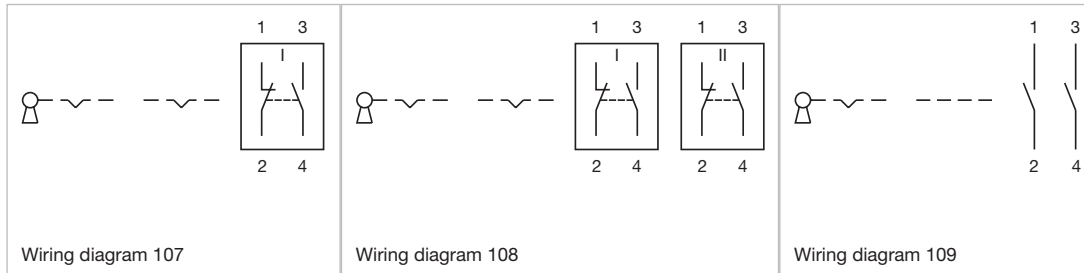 1 3
I
2 4
Wiring diagram 107
1 3 1 3
I II
2 4 2 4
Wiring diagram 108
1 3
2 4
Wiring diagram 109